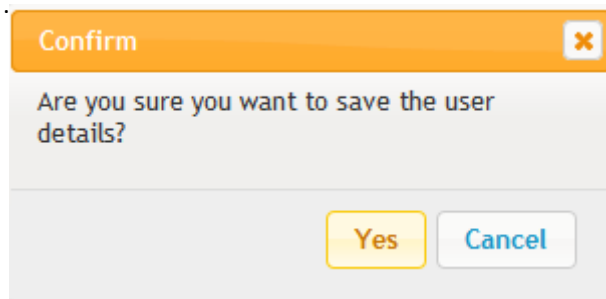 Confirm
Are you sure you want to save the user
details?
Yes
Cancel